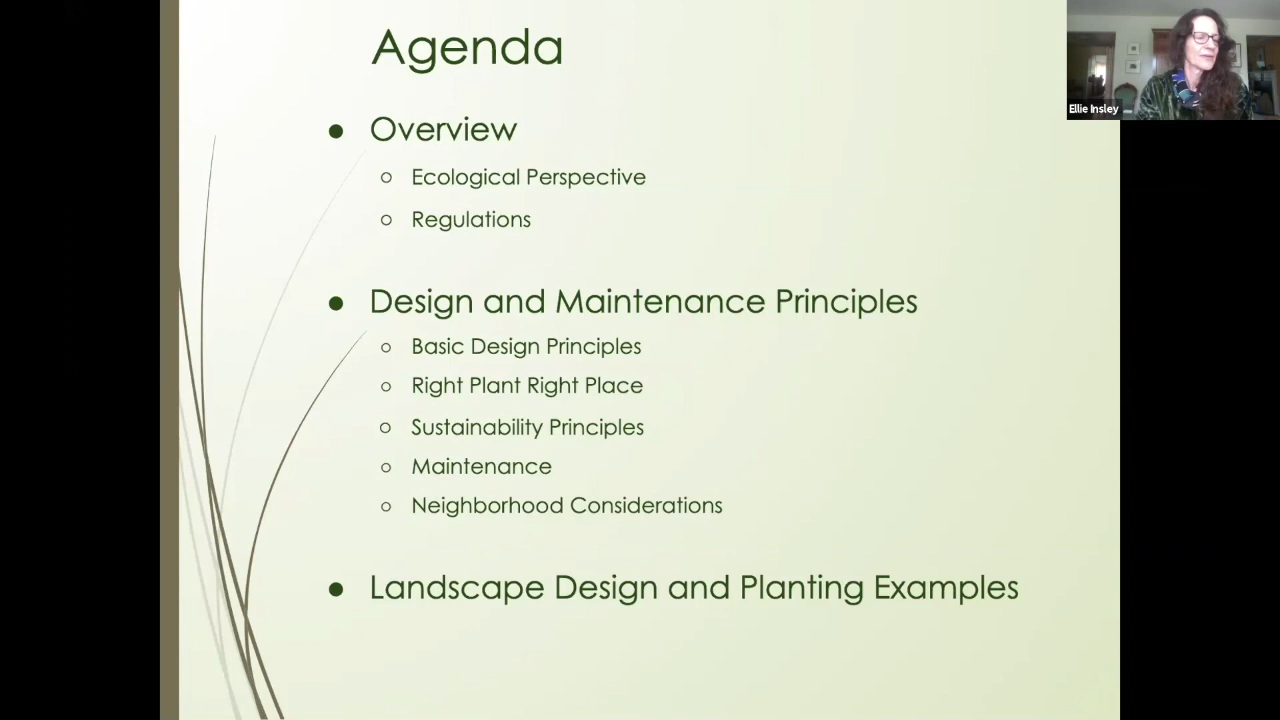 Agenda
● Overview
○ Ecological Perspective
○ Regulations
● Design and Maintenance Principles
○ Basic Design Principles
○ Right Plant Right Place
○ Sustainability Principles
○ Maintenance
○ Neighborhood Considerations
● Landscape Design and Planting Examples
Ellie Insley